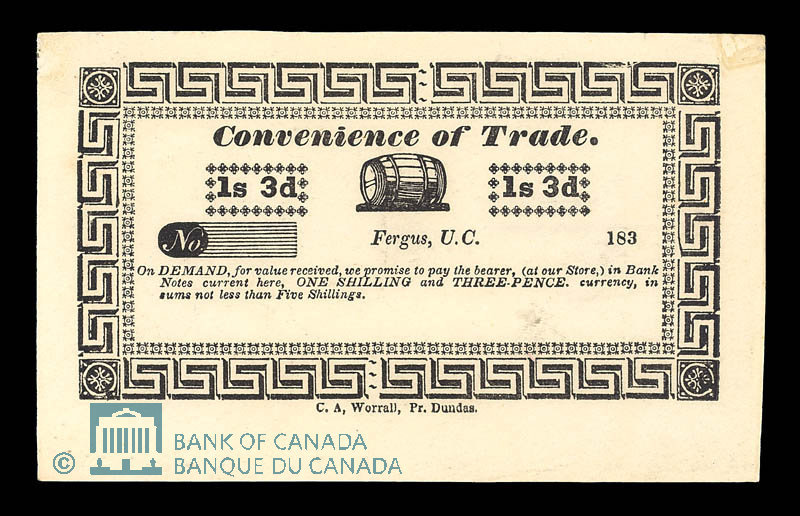 Convenience of Trade.
1s 3d 1s 3d
No
Fergus, U.C. 183
On DEMAND, for value received, we promise to pay the bearer, (at our Store,) in Bank
Notes current here, ONE SHILLING and THREE-PENCE. currency, in
sums not less than Five Shillings.
C. A, Worrall, Pr. Dundas.
© BANK OF CANADA
BANQUE DU CANADA